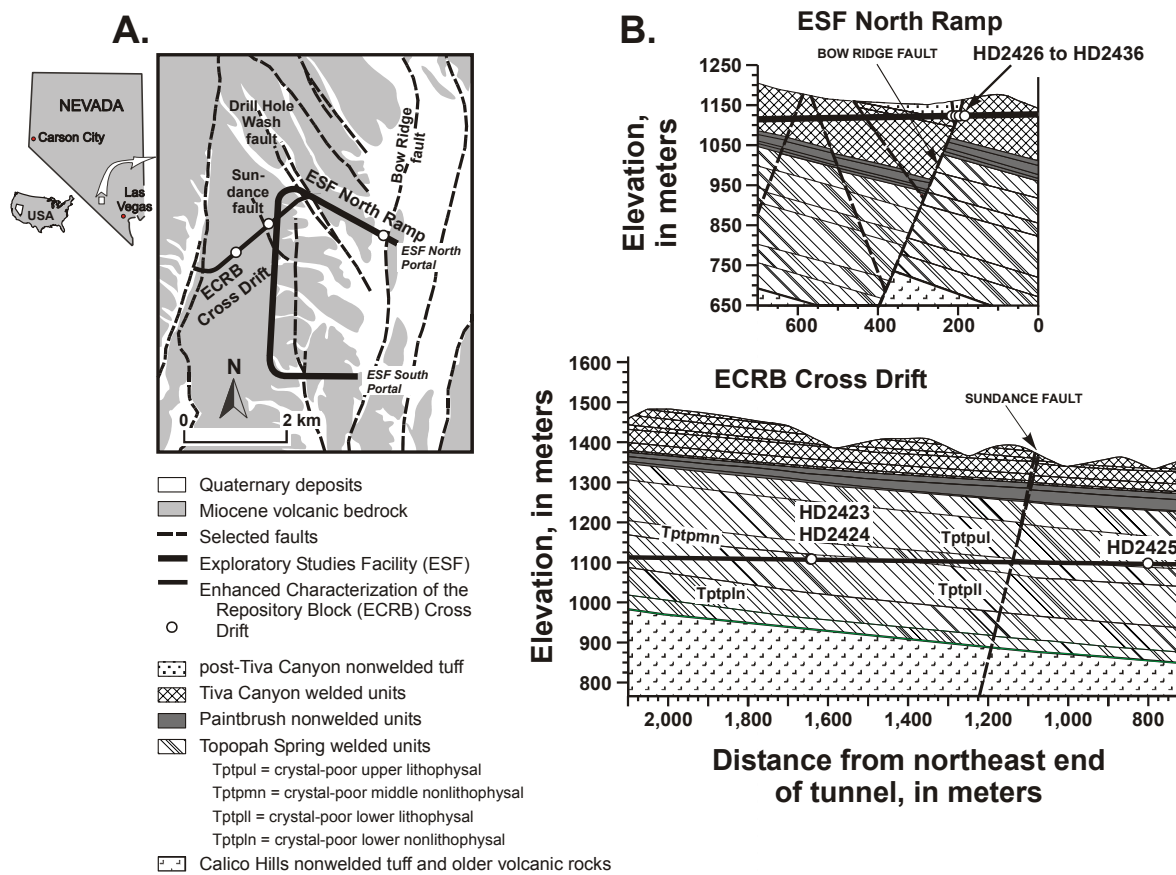 A.
NEVADA
Carson City
Las
Vegas
USA
Drill Hole
Wash
fault
Sun-
dance
fault
Bow Ridge
fault
ESF North Ramp
ESF North
Portal
ECRB
Cross Drift
ESF South
Portal
N
0 2 km
Quaternary deposits
Miocene volcanic bedrock
Selected faults
Exploratory Studies Facility (ESF)
Enhanced Characterization of the
Repository Block (ECRB) Cross
Drift
post-Tiva Canyon nonwelded tuff
Tiva Canyon welded units
Paintbrush nonwelded units
Topopah Spring welded units
Tptpul = crystal-poor upper lithophysal
Tptpmn = crystal-poor middle nonlithophysal
Tptpll = crystal-poor lower lithophysal
Tptpln = crystal-poor lower nonlithophysal
Calico Hills nonwelded tuff and older volcanic rocks
B.
ESF North Ramp
BOW RIDGE FAULT
HD2426 to HD2436
Elevation,
in meters
1250
1150
1050
950
850
750
650
600 400 200 0
ECRB Cross Drift
SUNDANCE FAULT
Elevation, in meters
1600
1500
1400
1300
1200
1100
1000
900
800
HD2423
HD2424
HD2425
Tptpmn
Tptpul
Tptpln
Tptpll
2,000 1,800 1,600 1,400 1,200 1,000 800
Distance from northeast end
of tunnel, in meters